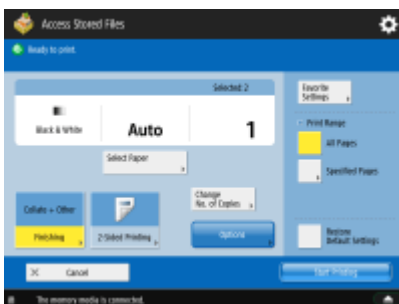 Access Stored Files
Ready to print.
Selected: 2
Black & White
Auto
1
Select Paper
Collate + Other
Finishing
2-Sided Printing
Change
No. of Copies
Options
Favorite
Settings
Print Range
All Pages
Specified Pages
Restore
Default Settings
Cancel
Start Printing
The memory media is connected.